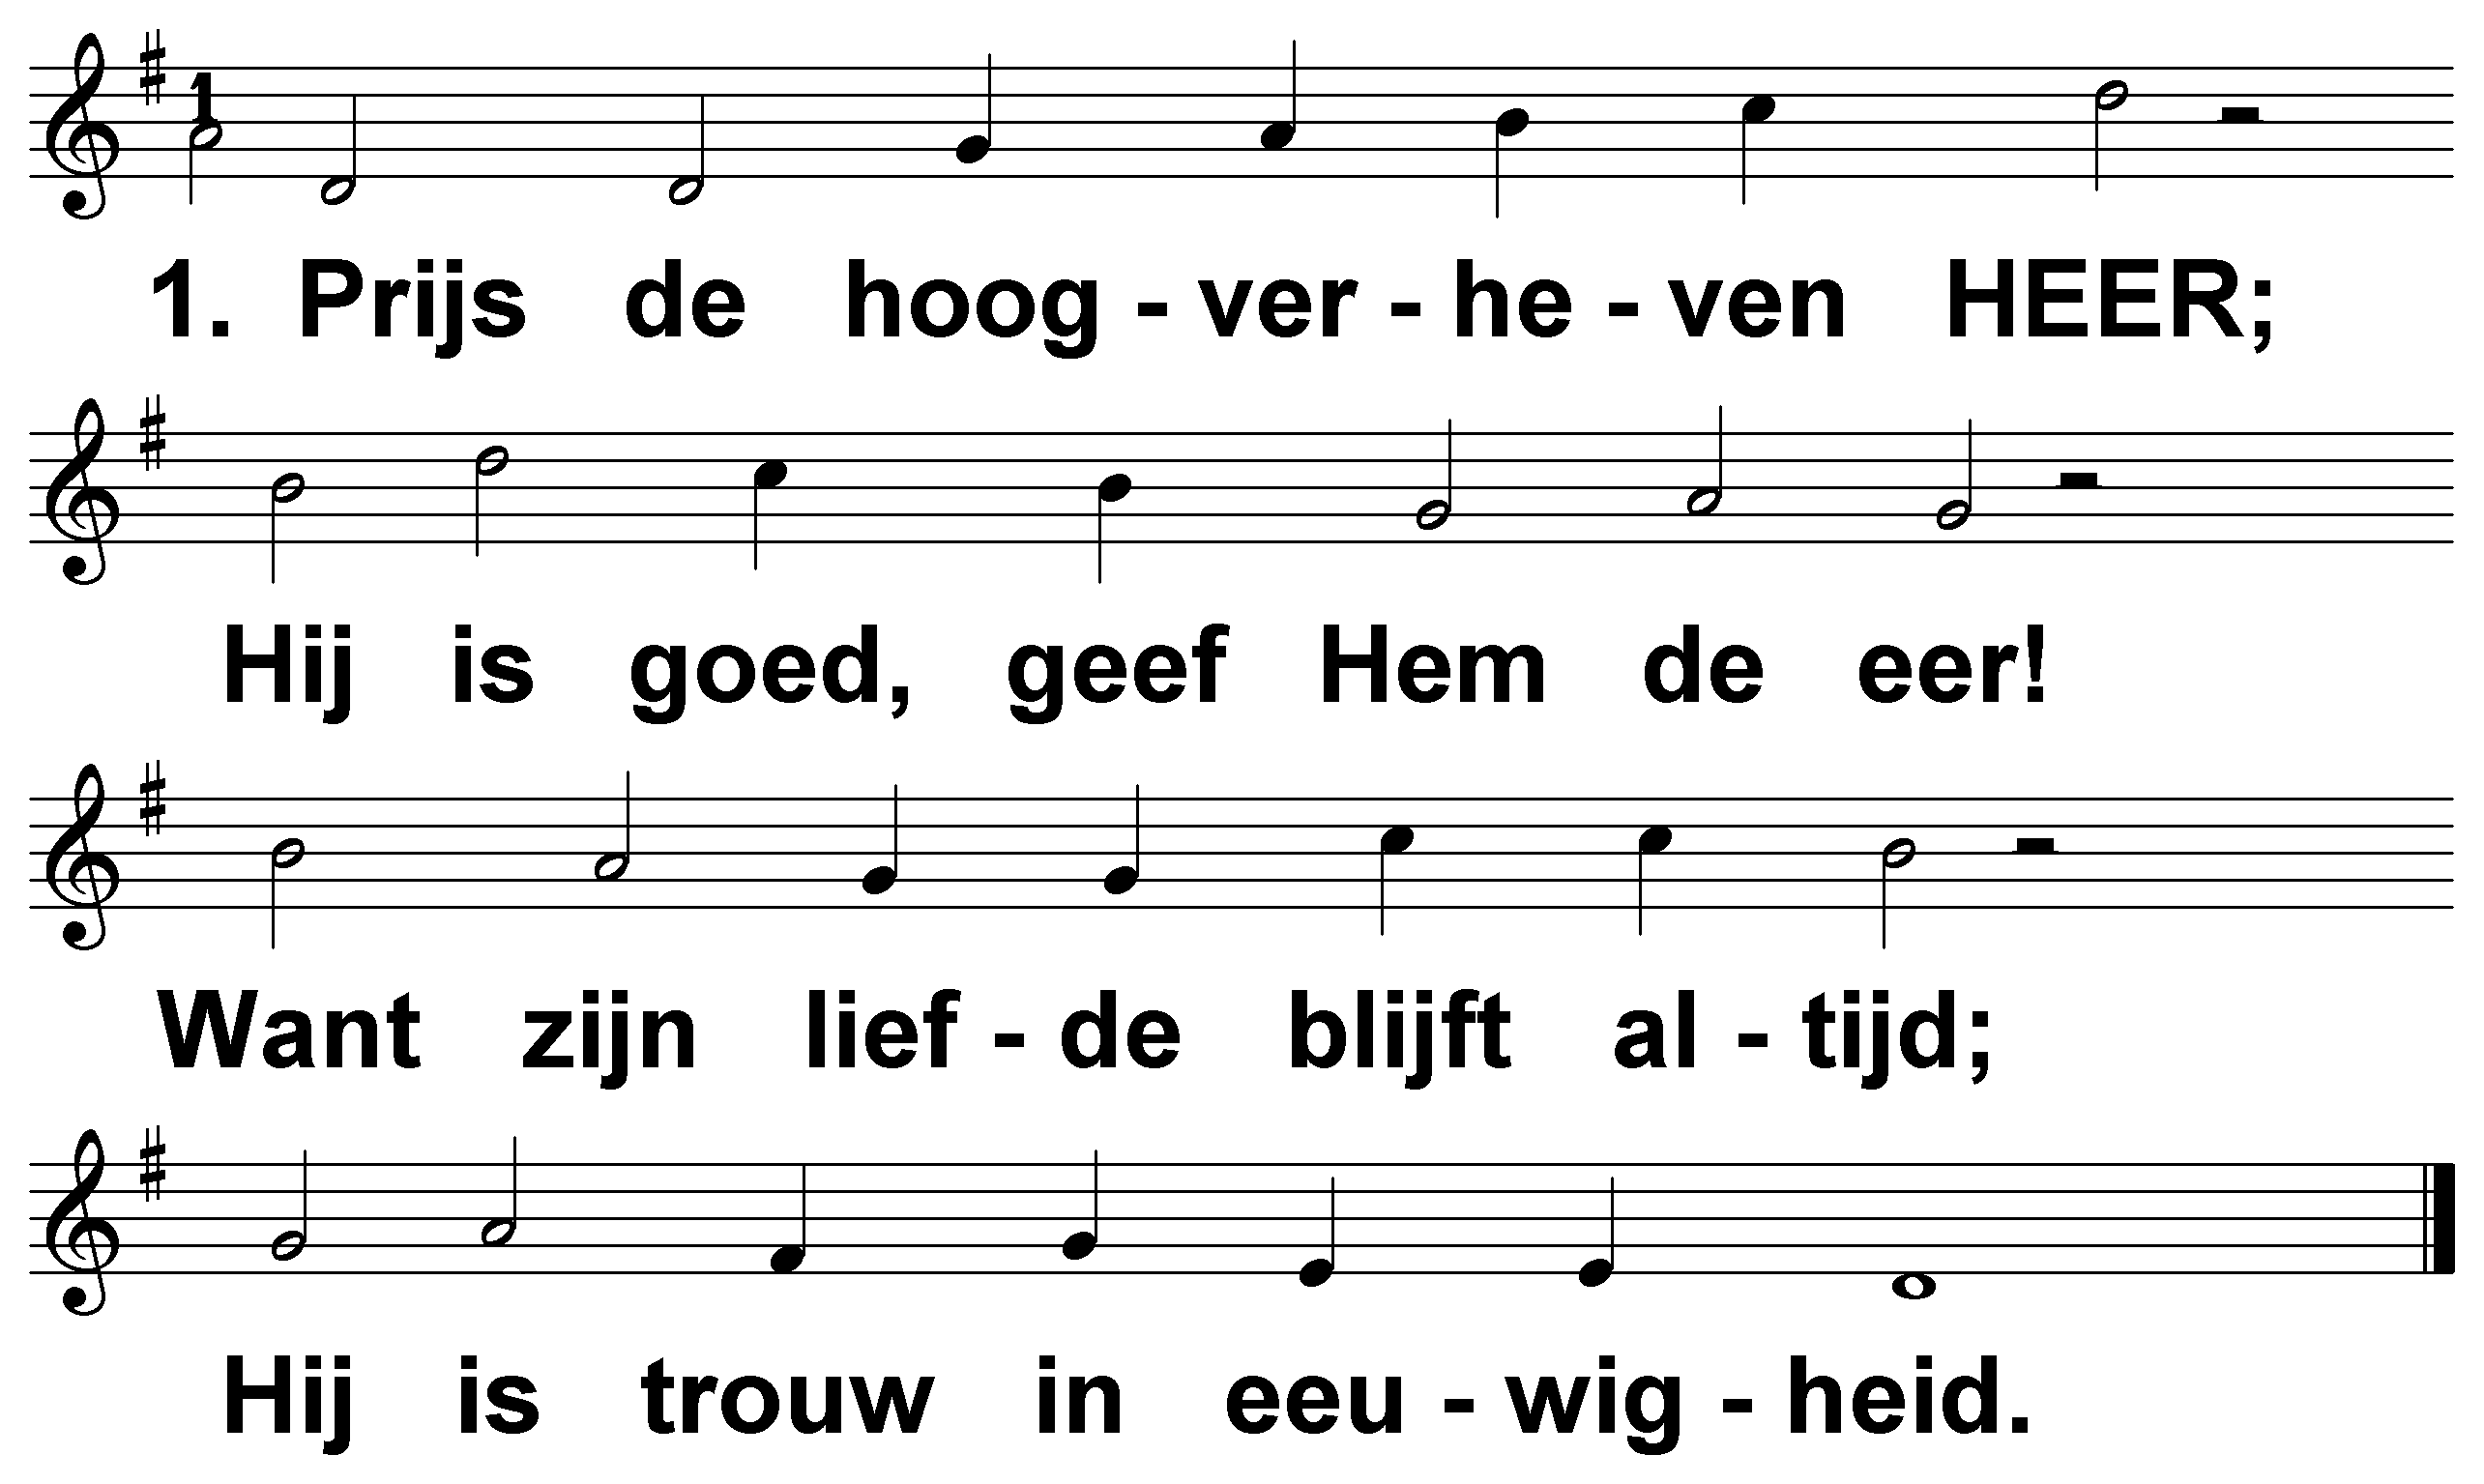 1
1. Prijs de hoog - ver - he - ven HEER;
Hij is goed, geef Hem de eer!
Want zijn lief - de blijft al - tijd;
Hij is trouw in eeu - wig - heid.